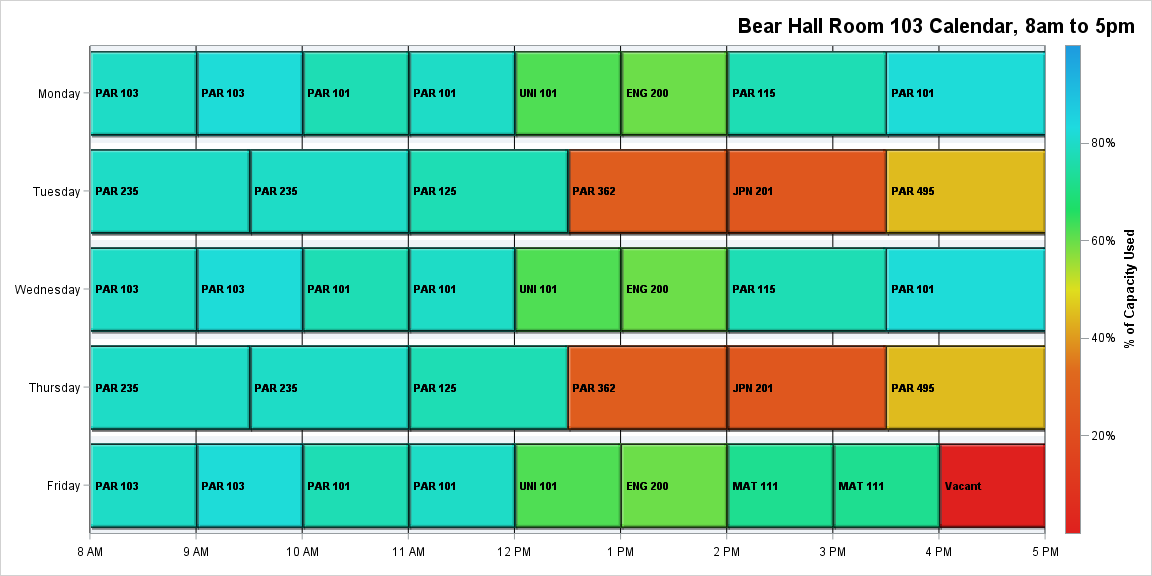 Bear Hall Room 103 Calendar, 8am to 5pm
Monday PAR 103 PAR 103 PAR 101 PAR 101 UNI 101 ENG 200 PAR 115 PAR 101
80%
Tuesday PAR 235 PAR 235 PAR 125 PAR 362 JPN 201 PAR 495
60%
% of Capacity Used
Wednesday PAR 103 PAR 103 PAR 101 PAR 101 UNI 101 ENG 200 PAR 115 PAR 101
40%
Thursday PAR 235 PAR 235 PAR 125 PAR 362 JPN 201 PAR 495
20%
Friday PAR 103 PAR 103 PAR 101 PAR 101 UNI 101 ENG 200 MAT 111 MAT 111 Vacant
8 AM 9 AM 10 AM 11 AM 12 PM 1 PM 2 PM 3 PM 4 PM 5 PM